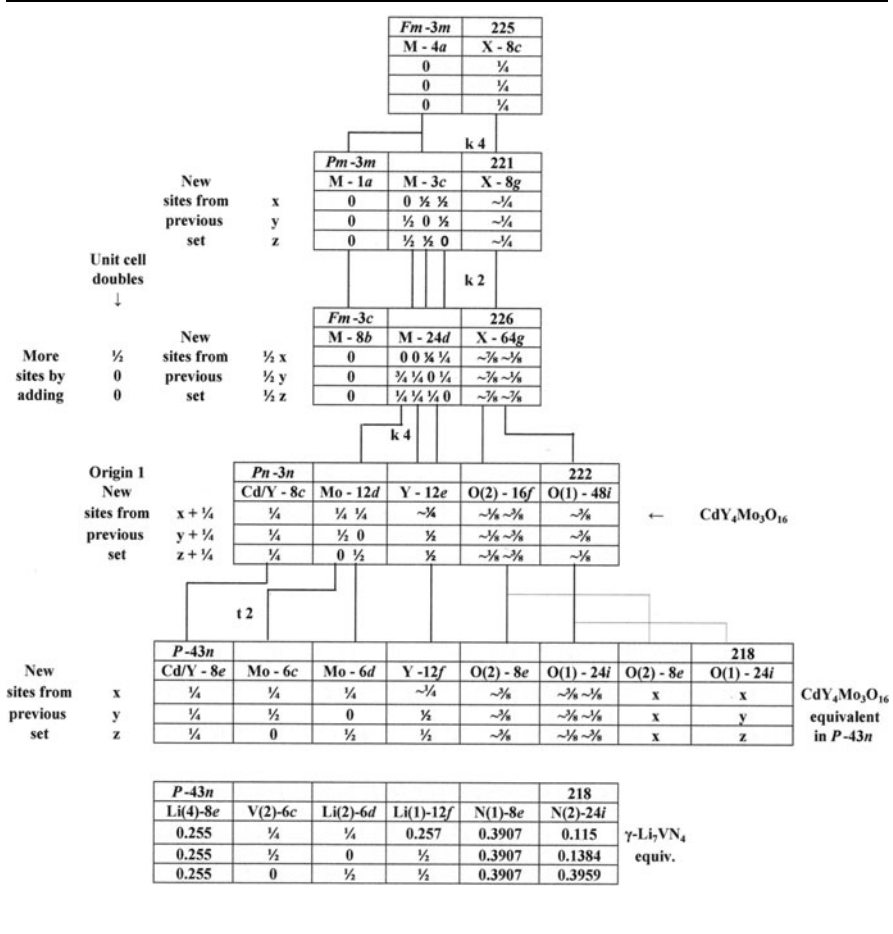 Fm-3m 225
M - 4a X - 8c
0 ¼
0 ¼
0 ¼
k 4
Pm-3m 221
New M - 1a M - 3c X - 8g
sites from x 0 0 ½ ½ ~¼
previous y 0 ½ 0 ½ ~¼
set z 0 ½ ½ 0 ~¼
Unit cell
doubles
↓
k 2
Fm-3c 226
New M - 8b M - 24d X - 64g
More ½ sites from ½ x 0 0 0 ¼ ¼ ~⅞ ~⅛
sites by 0 previous ½ y 0 ¾ ¼ 0 ¼ ~⅞ ~⅛
adding 0 set ½ z 0 ¼ ¼ ¼ 0 ~⅞ ~⅞
k 4
Origin 1 Pn-3n 222
New Cd/Y - 8c Mo - 12d Y - 12e O(2) - 16f O(1) - 48i
sites from x + ¼ ¼ ¼ ¼ ~¼ ~⅛ ~⅜ ~⅜ ← CdY₄Mo₃O₁₆
previous y + ¼ ¼ ½ 0 ½ ~⅛ ~⅜ ~⅜
set z + ¼ ¼ 0 ½ ½ ~⅛ ~⅜ ~⅛
t 2
P-43n 218
New Cd/Y - 8e Mo - 6c Mo - 6d Y -12f O(2) - 8e O(1) - 24i O(2) - 8e O(1) - 24i
sites from x ¼ ¼ ¼ ~¼ ~⅜ ~⅜ ~⅛ x x CdY₄Mo₃O₁₆
previous y ¼ ½ 0 ½ ~⅜ ~⅜ ~⅛ x y equivalent
set z ¼ 0 ½ ½ ~⅜ ~⅛ ~⅜ x z in P-43n
P-43n 218
Li(4)-8e V(2)-6c Li(2)-6d Li(1)-12f N(1)-8e N(2)-24i
0.255 ¼ ¼ 0.257 0.3907 0.115 γ-Li₇VN₄
0.255 ½ 0 ½ 0.3907 0.1384 equiv.
0.255 0 ½ ½ 0.3907 0.3959